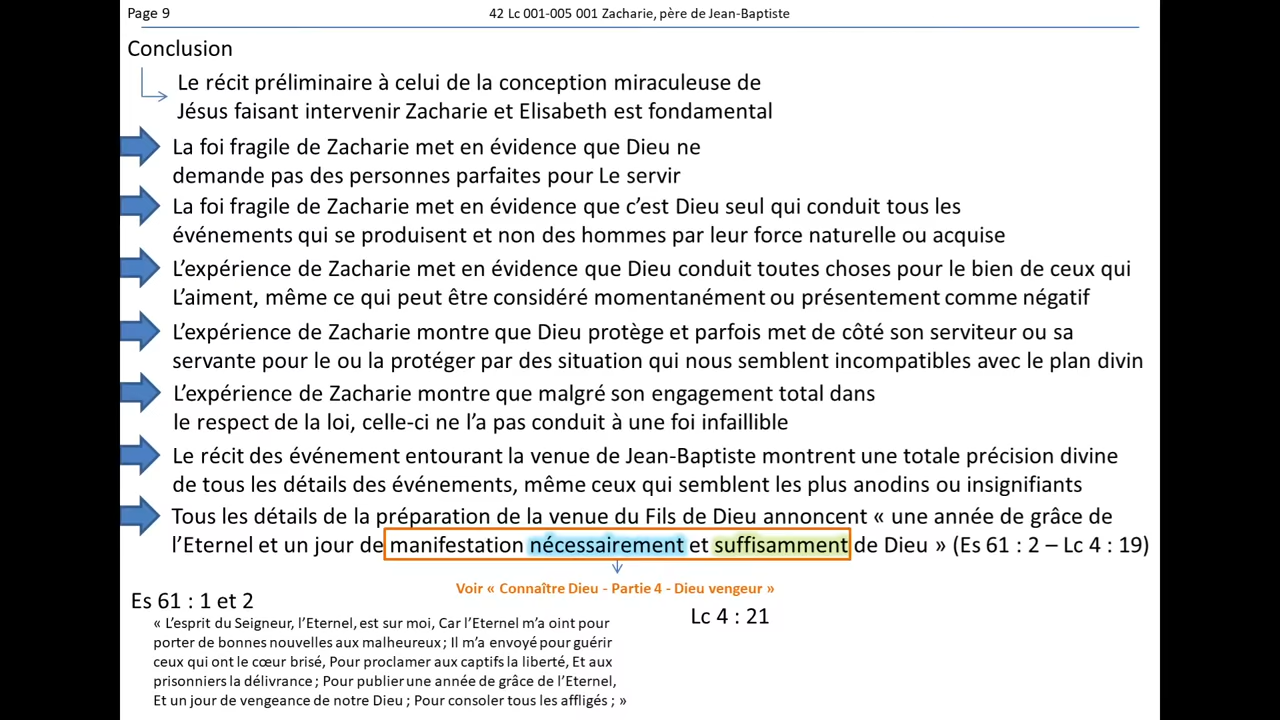 Page 9
42 Lc 001-005 001 Zacharie, père de Jean-Baptiste
Conclusion
Le récit préliminaire à celui de la conception miraculeuse de
Jésus faisant intervenir Zacharie et Elisabeth est fondamental
La foi fragile de Zacharie met en évidence que Dieu ne
demande pas des personnes parfaites pour Le servir
La foi fragile de Zacharie met en évidence que c’est Dieu seul qui conduit tous les
événements qui se produisent et non des hommes par leur force naturelle ou acquise
L’expérience de Zacharie met en évidence que Dieu conduit toutes choses pour le bien de ceux qui
L’aiment, même ce qui peut être considéré momentanément ou présentement comme négatif
L’expérience de Zacharie montre que Dieu protège et parfois met de côté son serviteur ou sa
servante pour le ou la protéger par des situation qui nous semblent incompatibles avec le plan divin
L’expérience de Zacharie montre que malgré son engagement total dans
le respect de la loi, celle-ci ne l’a pas conduit à une foi infaillible
Le récit des événement entourant la venue de Jean-Baptiste montrent une totale précision divine
de tous les détails des événements, même ceux qui semblent les plus anodins ou insignifiants
Tous les détails de la préparation de la venue du Fils de Dieu annoncent « une année de grâce de
l’Eternel et un jour de manifestation nécessairement et suffisamment de Dieu » (Es 61 : 2 – Lc 4 : 19)
Voir « Connaître Dieu - Partie 4 - Dieu vengeur »
Es 61 : 1 et 2
« L’esprit du Seigneur, l’Eternel, est sur moi, Car l’Eternel m’a oint pour
porter de bonnes nouvelles aux malheureux ; Il m’a envoyé pour guérir
ceux qui ont le cœur brisé, Pour proclamer aux captifs la liberté, Et aux
prisonniers la délivrance ; Pour publier une année de grâce de l’Eternel,
Et un jour de vengeance de notre Dieu ; Pour consoler tous les affligés ; »
Lc 4 : 21